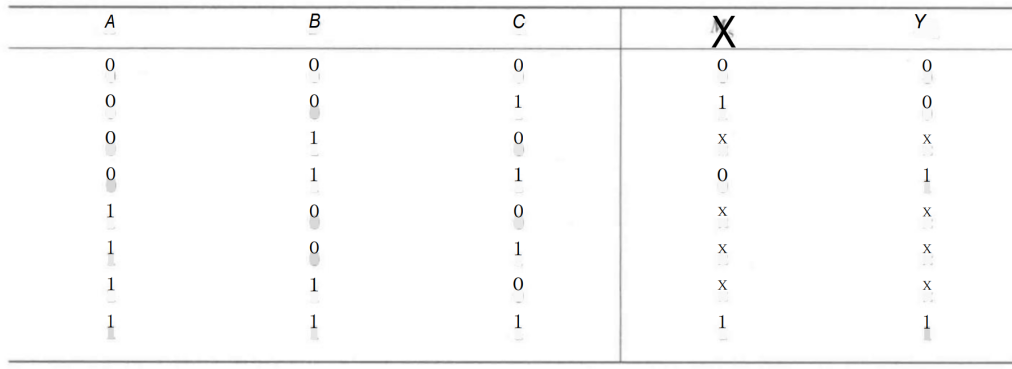 A B C X Y
0 0 0 0 0
0 0 1 1 0
0 1 0 x x
0 1 1 0 1
1 0 0 x x
1 0 1 x x
1 1 0 x x
1 1 1 1 1